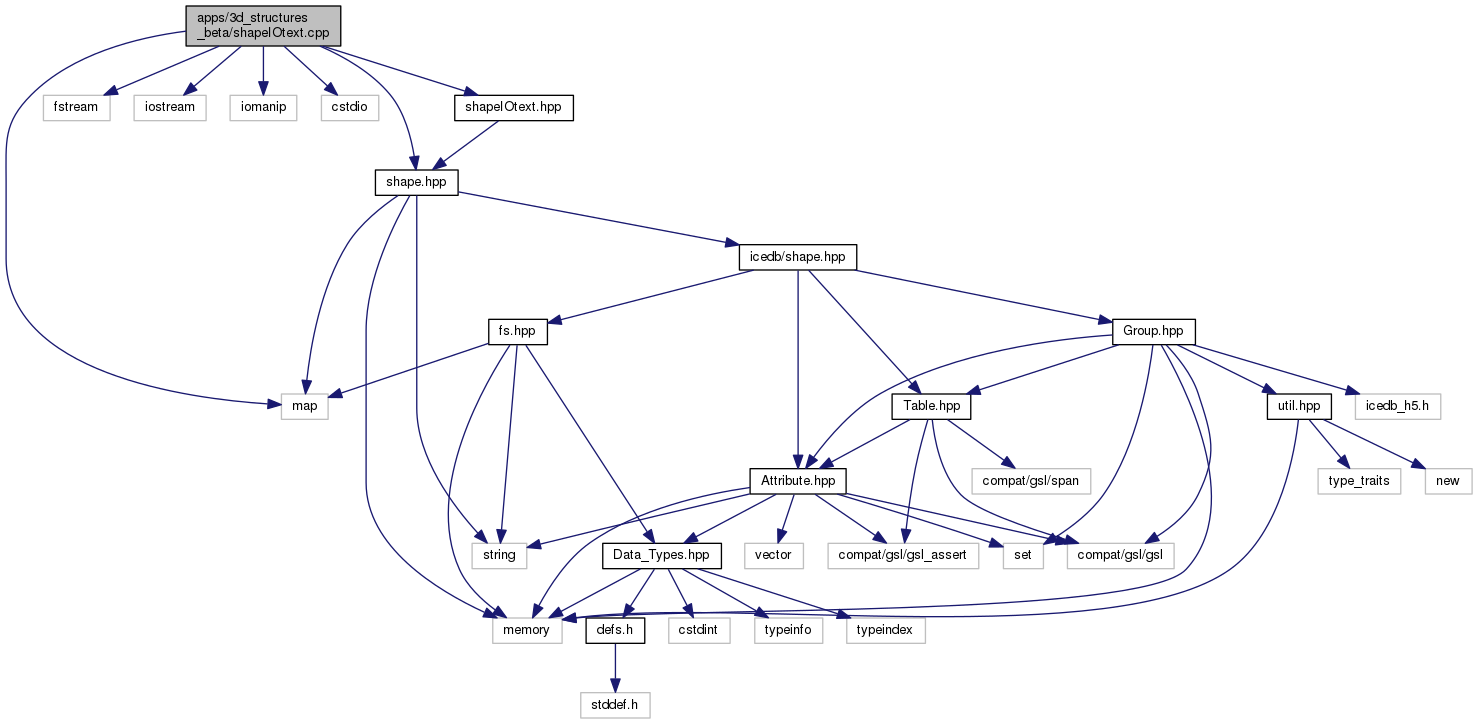 apps/3d_structures
_beta/shapeIOtext.cpp
fstream
iostream
iomanip
cstdio
shapeIOtext.hpp
shape.hpp
icedb/shape.hpp
fs.hpp
Group.hpp
map
Table.hpp
util.hpp
icedb_h5.h
Attribute.hpp
compat/gsl/span
type_traits
new
string
Data_Types.hpp
vector
compat/gsl/gsl_assert
set
compat/gsl/gsl
memory
defs.h
cstdint
typeinfo
typeindex
stddef.h